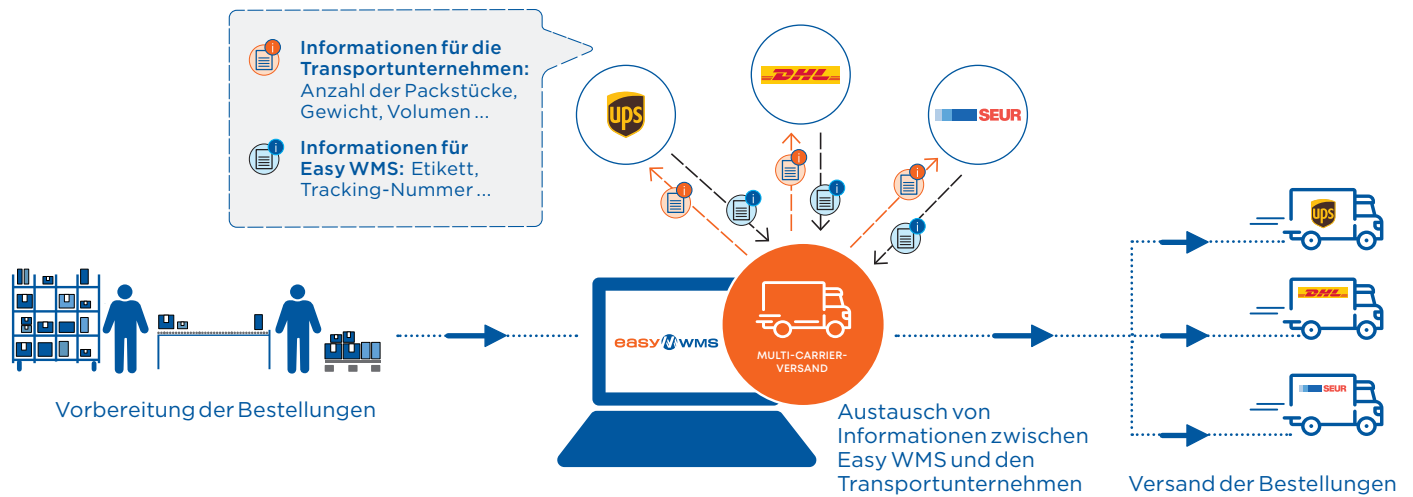 Informationen für die
Transportunternehmen:
Anzahl der Packstücke,
Gewicht, Volumen ...
Informationen für
Easy WMS: Etikett,
Tracking-Nummer ...
ups
DHL
SEUR
i
i
i
i
i
i
i
i
Vorbereitung der Bestellungen
easy WMS
MULTI-CARRIER-
VERSAND
Austausch von
Informationen zwischen
Easy WMS und den
Transportunternehmen
ups
DHL
SEUR
Versand der Bestellungen